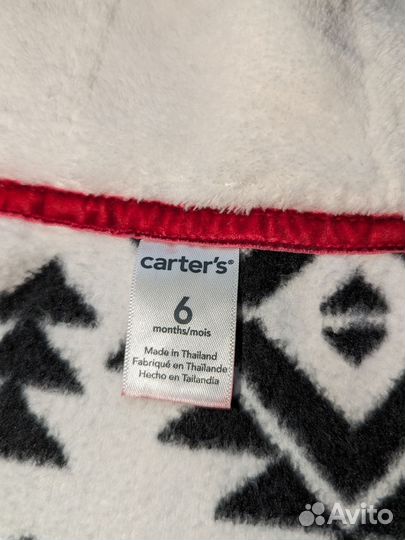 carter's®
6
months/mois
Made in Thailand
Fabriqué en Thaïlande
Hecho en Tailandia
Avito